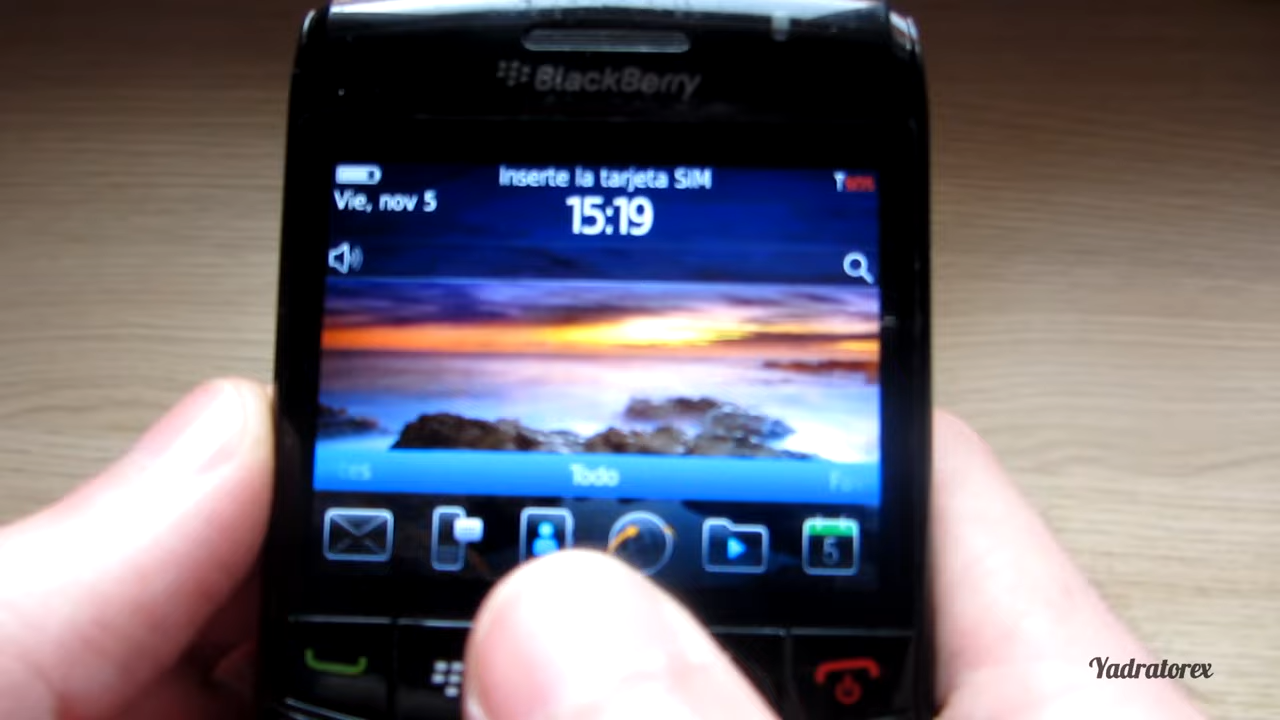 BlackBerry
Inserte la tarjeta SIM
Vie, nov 5
15:19
Todo
5
Yadratorex